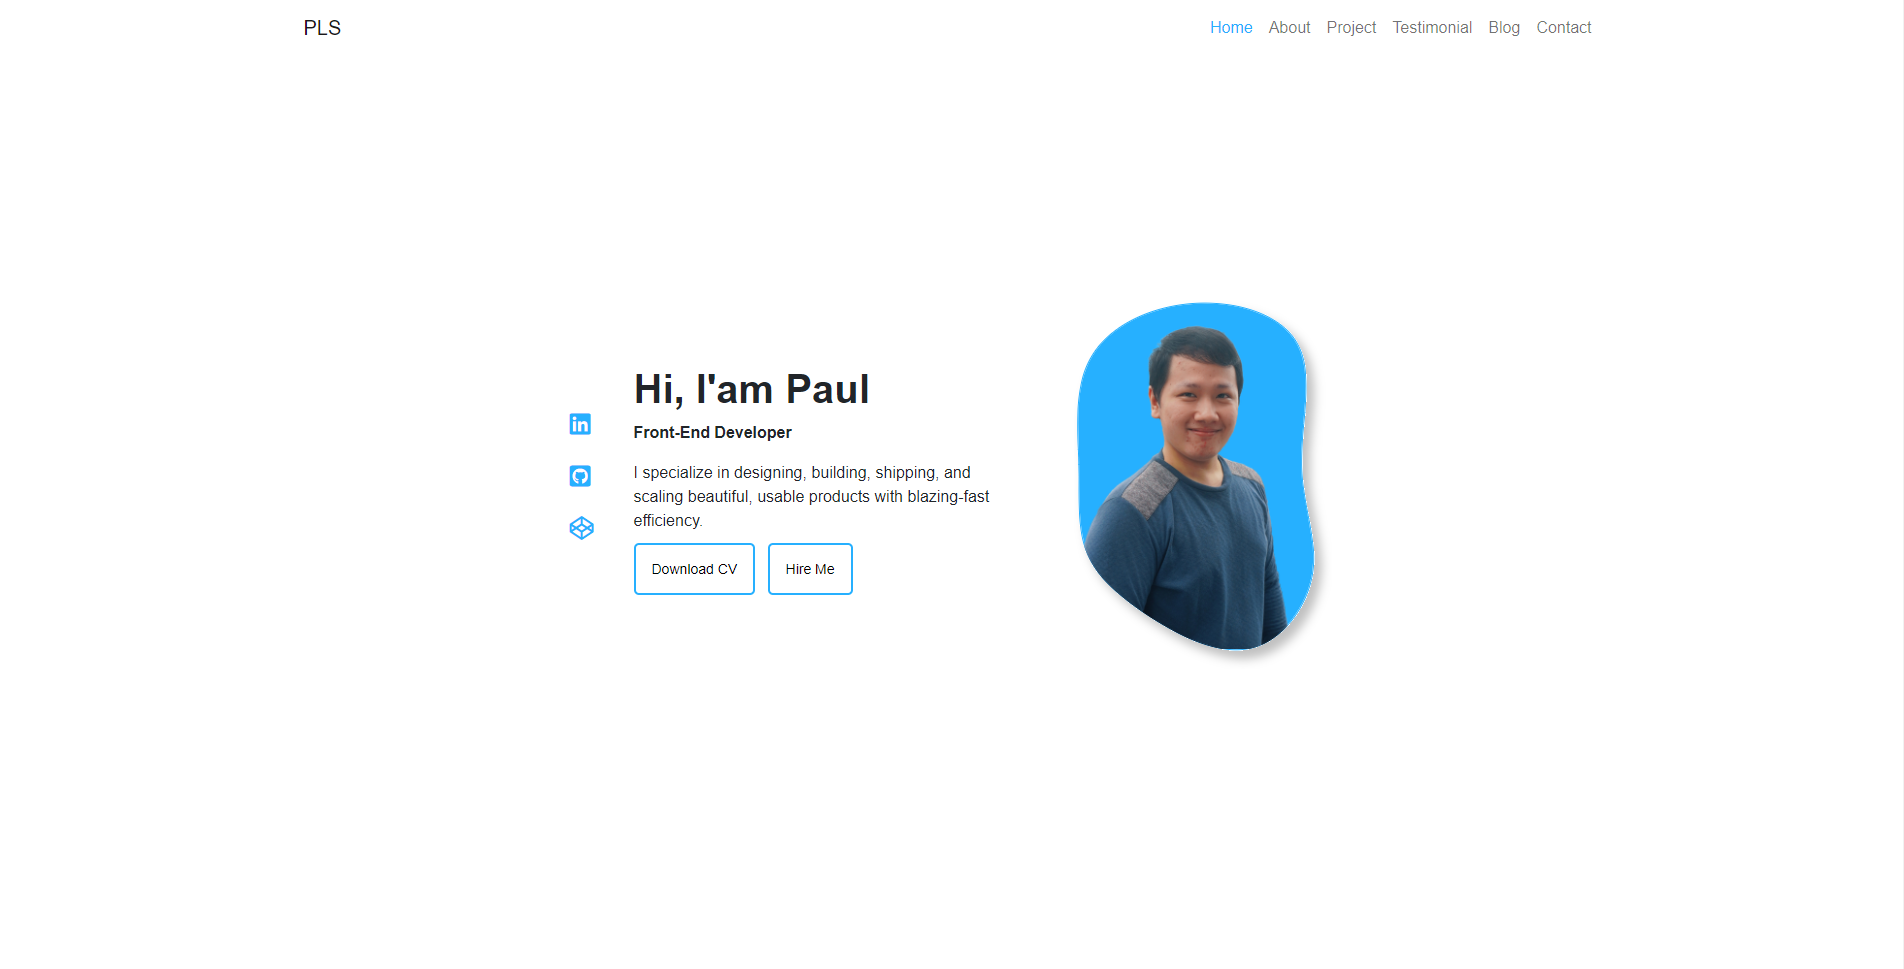 PLS
Home About Project Testimonial Blog Contact
Hi, I'am Paul
Front-End Developer
I specialize in designing, building, shipping, and
scaling beautiful, usable products with blazing-fast
efficiency.
Download CV
Hire Me